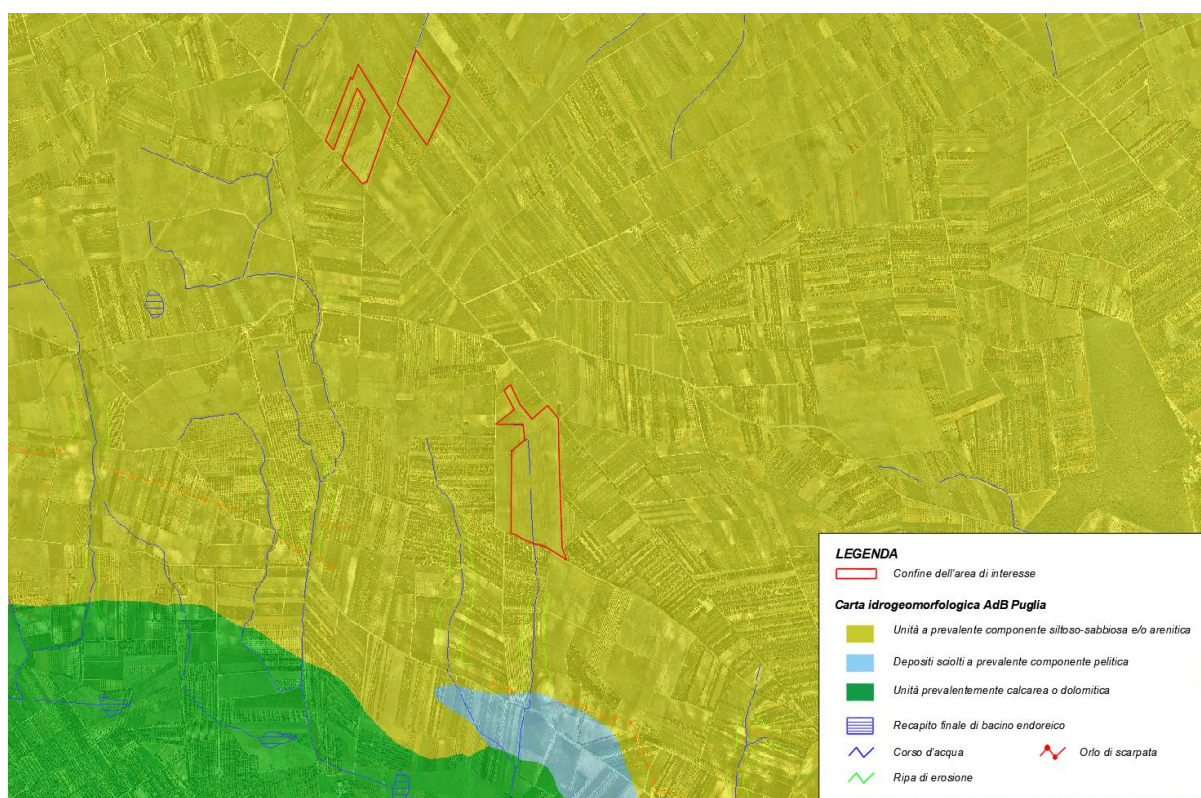 LEGENDA
Confine dell'area di interesse
Carta idrogeomorfologica AdB Puglia
Unità a prevalente componente siltoso-sabbiosa e/o arenitica
Depositi sciolti a prevalente componente pelitica
Unità prevalentemente calcarea o dolomitica
Recapito finale di bacino endoreico
Corso d'acqua
Orlo di scarpata
Ripa di erosione